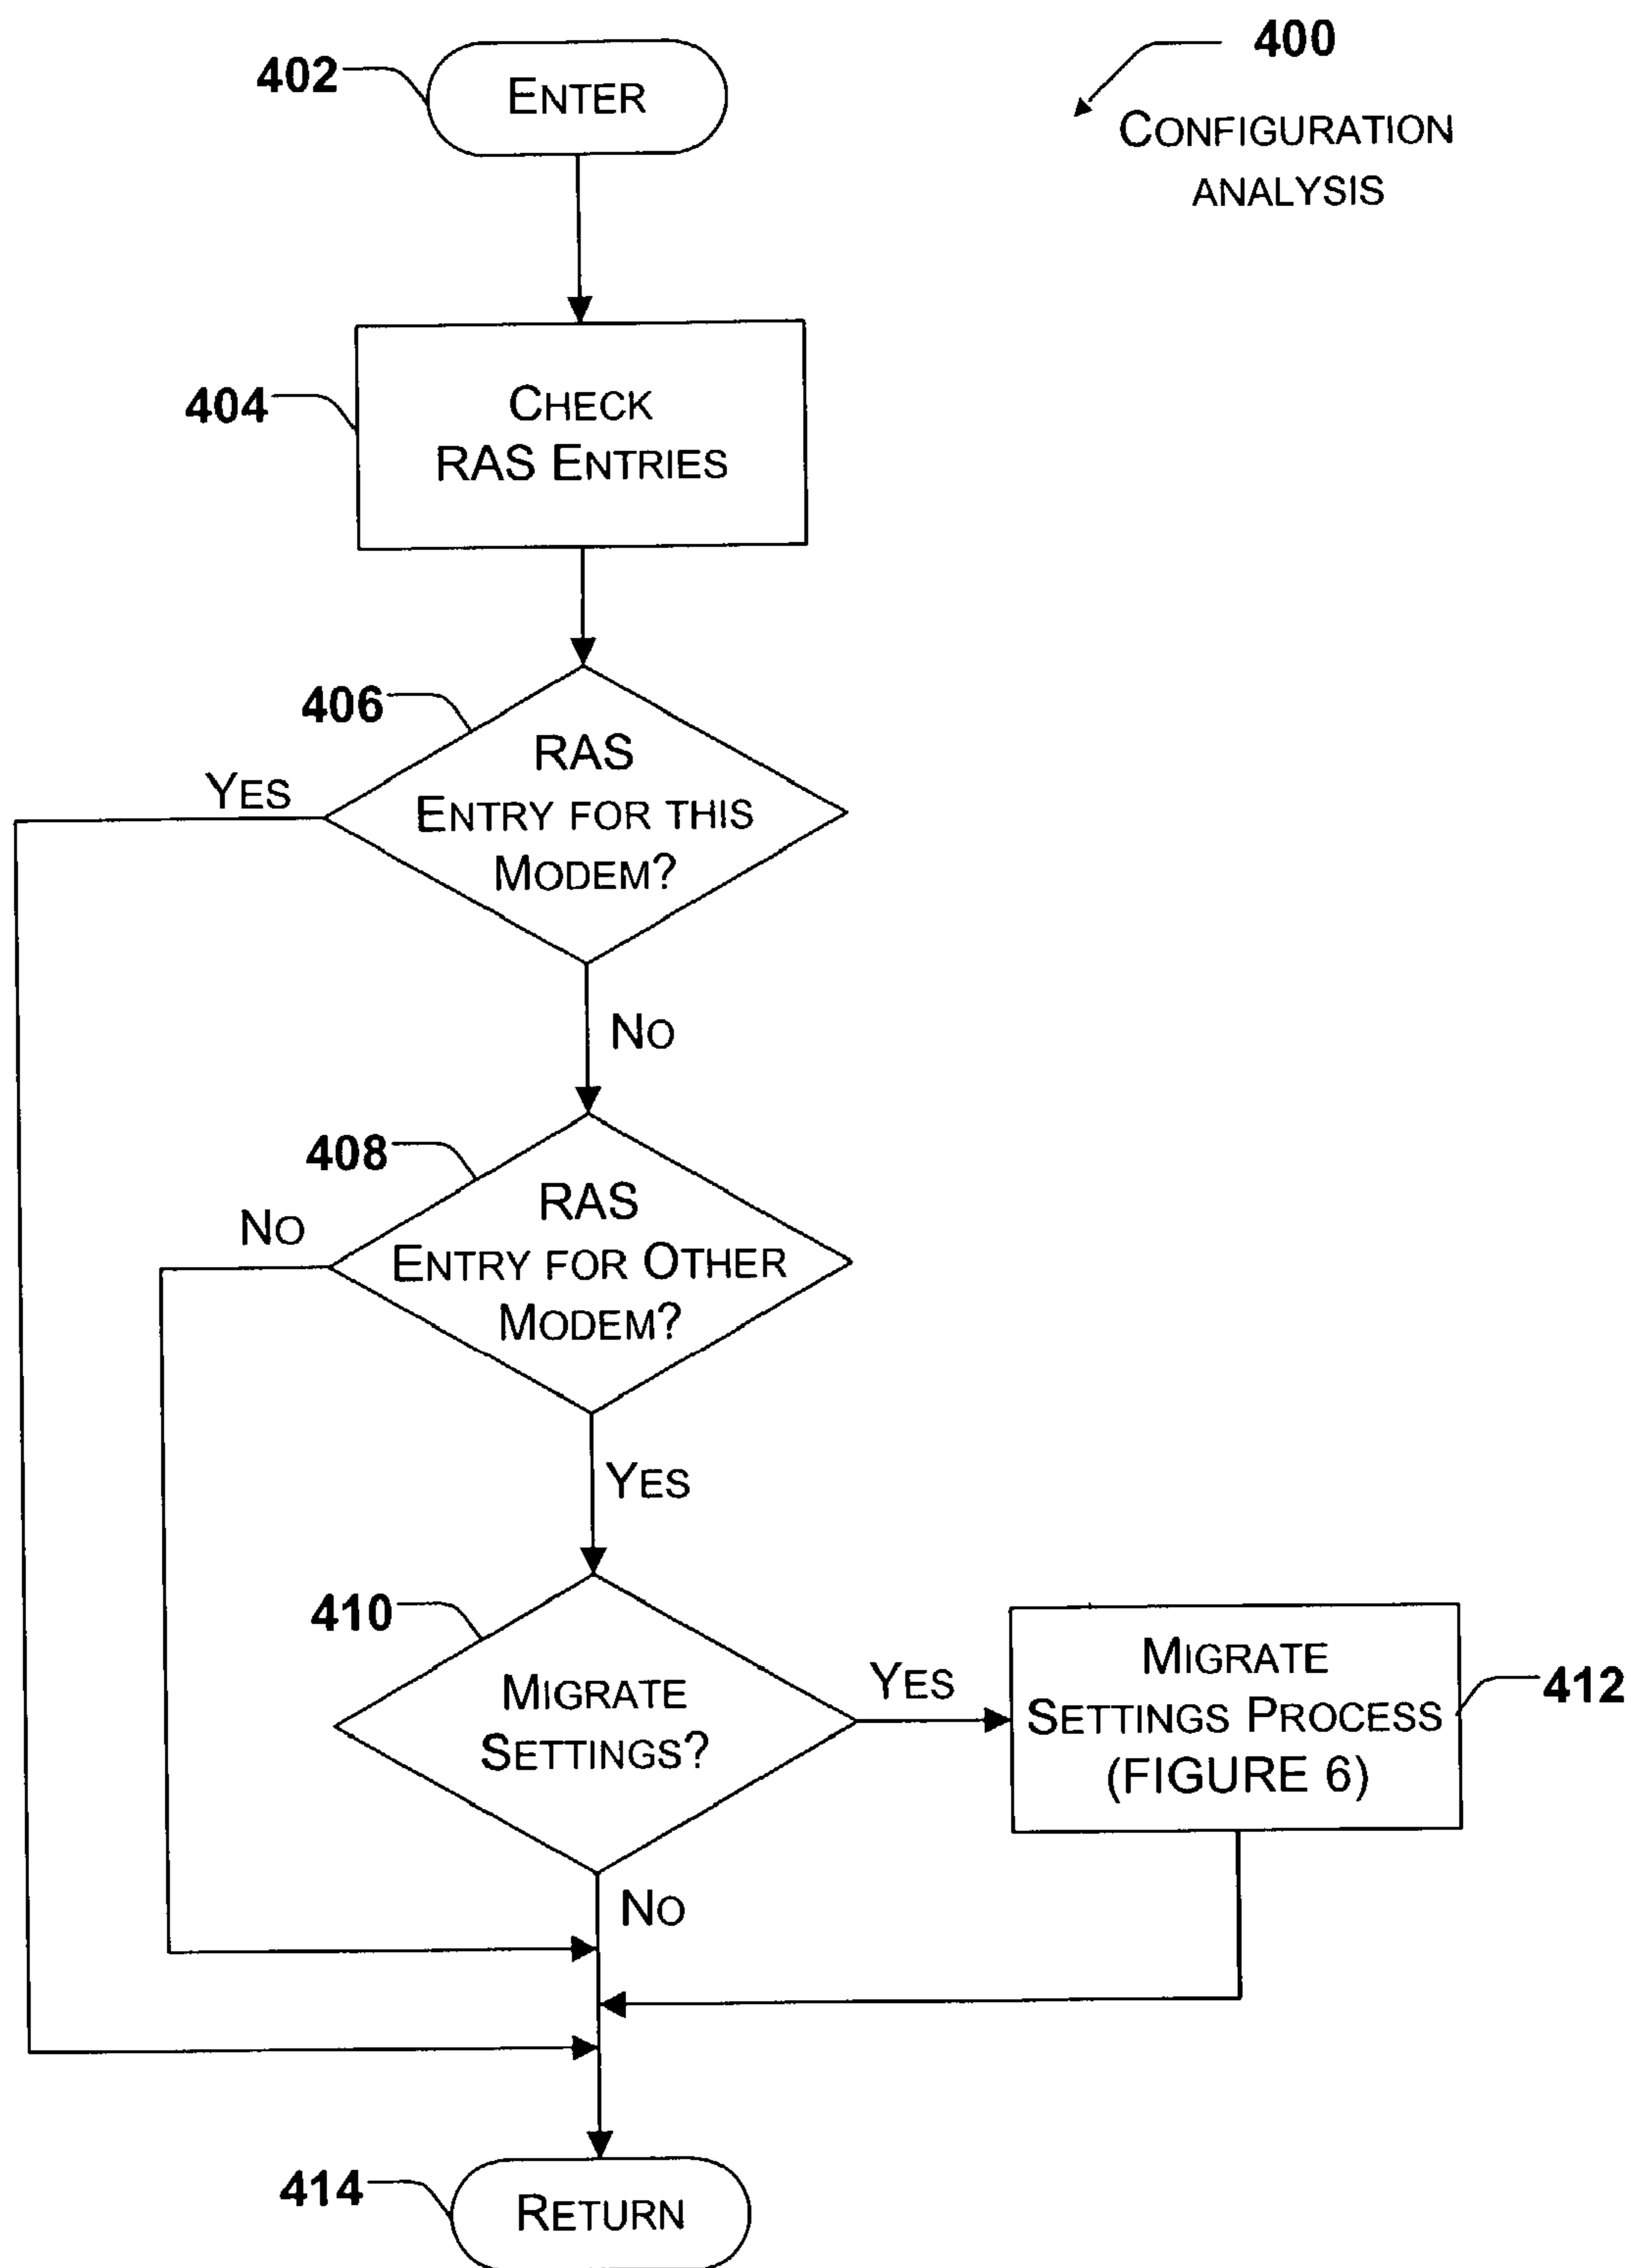 400
CONFIGURATION
ANALYSIS
402
ENTER
404
CHECK
RAS ENTRIES
406
RAS
ENTRY FOR THIS
MODEM?
YES
NO
408
RAS
ENTRY FOR OTHER
MODEM?
NO
YES
410
MIGRATE
SETTINGS?
YES
MIGRATE
SETTINGS PROCESS
(FIGURE 6)
412
NO
414
RETURN